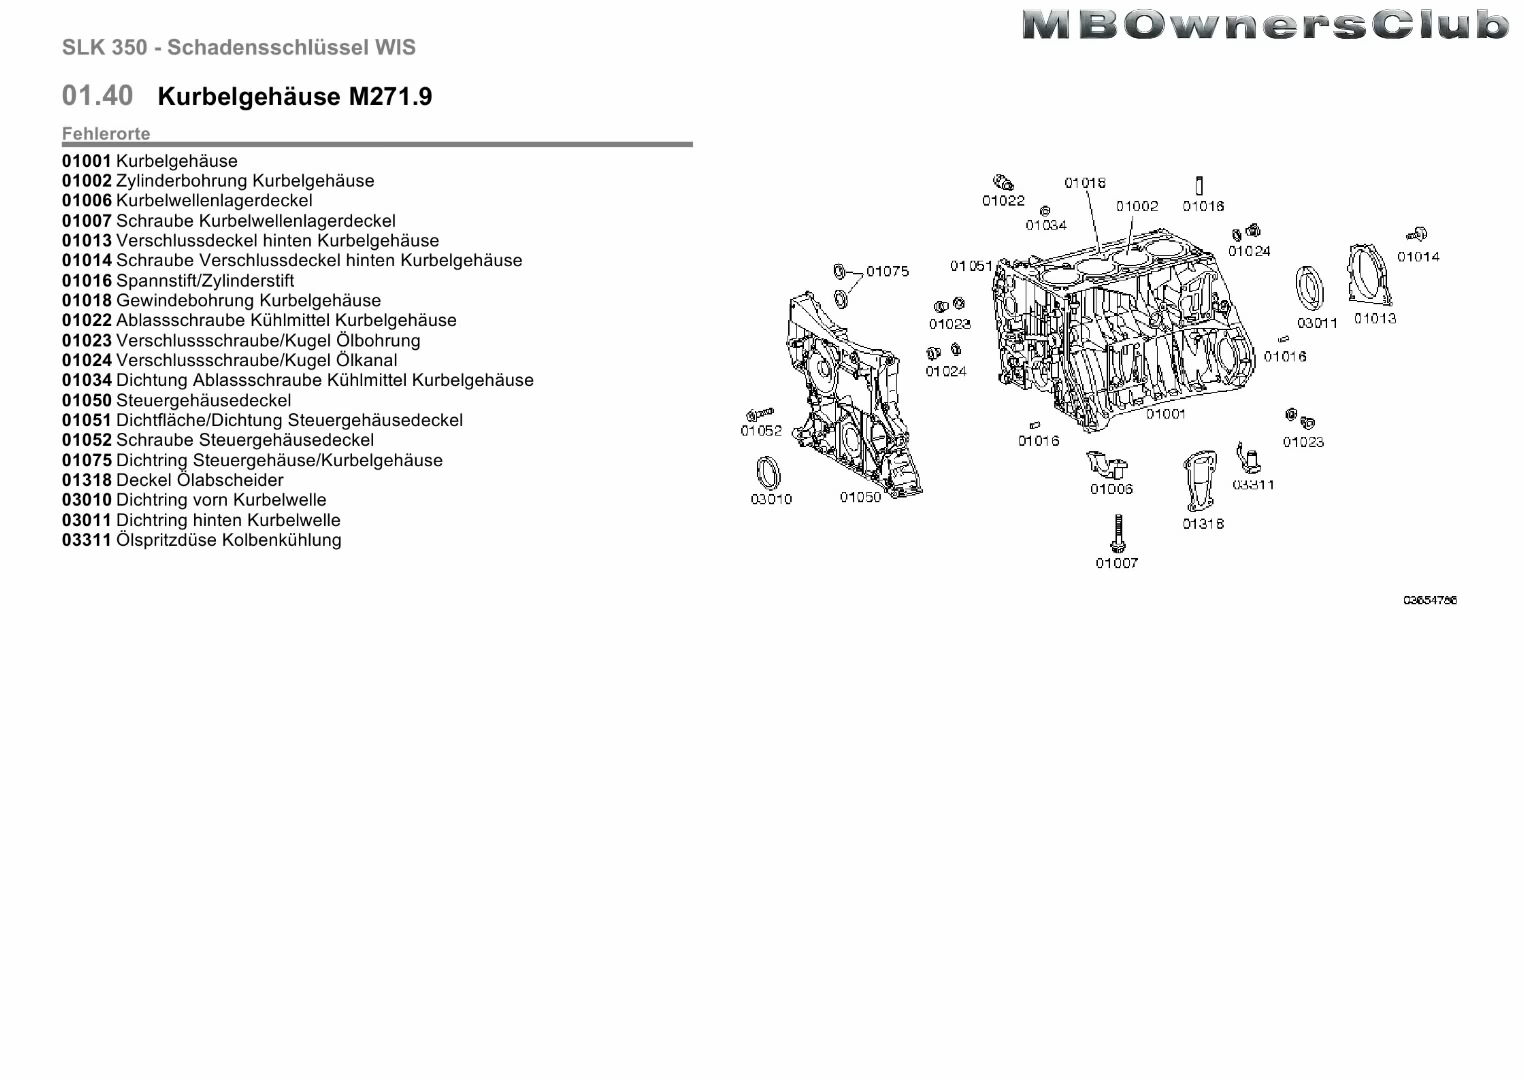 MBOwnersClub
SLK 350 - Schadensschlüssel WIS
01.40 Kurbelgehäuse M271.9
Fehlerorte
01001 Kurbelgehäuse
01002 Zylinderbohrung Kurbelgehäuse
01006 Kurbelwellenlagerdeckel
01007 Schraube Kurbelwellenlagerdeckel
01013 Verschlussdeckel hinten Kurbelgehäuse
01014 Schraube Verschlussdeckel hinten Kurbelgehäuse
01016 Spannstift/Zylinderstift
01018 Gewindebohrung Kurbelgehäuse
01022 Ablassschraube Kühlmittel Kurbelgehäuse
01023 Verschlussschraube/Kugel Ölbohrung
01024 Verschlussschraube/Kugel Ölkanal
01034 Dichtung Ablassschraube Kühlmittel Kurbelgehäuse
01050 Steuergehäusedeckel
01051 Dichtfläche/Dichtung Steuergehäusedeckel
01052 Schraube Steuergehäusedeckel
01075 Dichtring Steuergehäuse/Kurbelgehäuse
01318 Deckel Ölabscheider
03010 Dichtring vorn Kurbelwelle
03011 Dichtring hinten Kurbelwelle
03311 Ölspritzdüse Kolbenkühlung
01018
01022
01002
01016
01034
01024
01014
01051
01075
01023
03011
01013
01024
01016
01001
01052
01016
01023
03010
01050
01006
03311
01318
01007
03654786